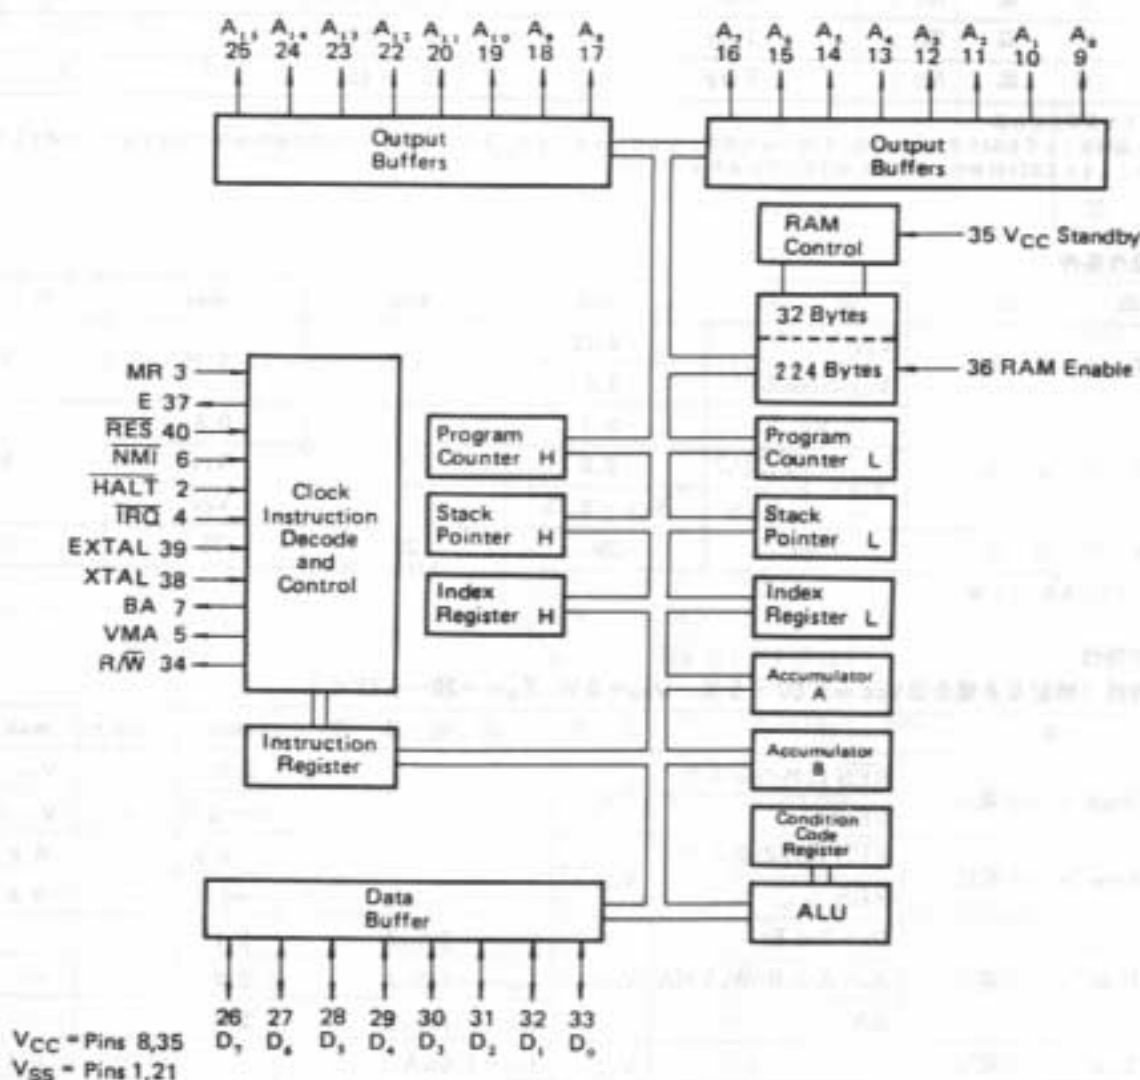 A₁₅ A₁₄ A₁₃ A₁₂ A₁₁ A₁₀ A₉ A₈
25 24 23 22 20 19 18 17
A₇ A₆ A₅ A₄ A₃ A₂ A₁ A₀
16 15 14 13 12 11 10 9
Output
Buffers
Output
Buffers
RAM
Control
35 VCC Standby
32 Bytes
224 Bytes
36 RAM Enable
MR 3
E 37
R̅E̅S̅ 40
N̅M̅I̅ 6
H̅A̅L̅T̅ 2
I̅R̅Q̅ 4
EXTAL 39
XTAL 38
BA 7
VMA 5
R/W̅ 34
Clock
Instruction
Decode
and
Control
Program
Counter H
Program
Counter L
Stack
Pointer H
Stack
Pointer L
Index
Register H
Index
Register L
Accumulator
A
Instruction
Register
Accumulator
B
Condition
Code
Register
Data
Buffer
ALU
26 27 28 29 30 31 32 33
D₇ D₆ D₅ D₄ D₃ D₂ D₁ D₀
VCC = Pins 8,35
VSS = Pins 1,21